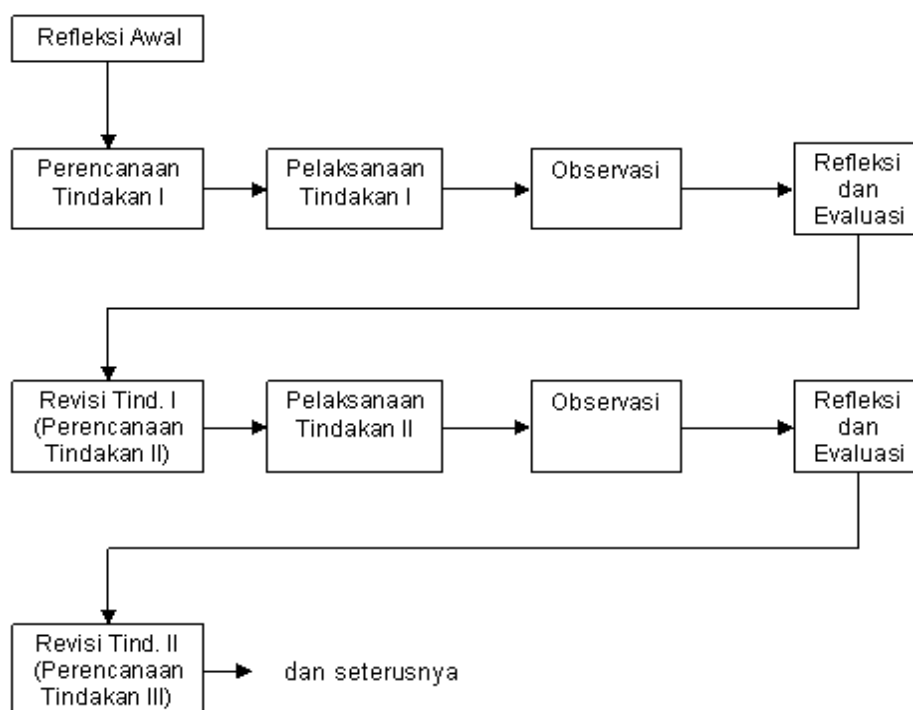 Refleksi Awal
Perencanaan
Tindakan I
Pelaksanaan
Tindakan I
Observasi
Refleksi
dan
Evaluasi
Revisi Tind. I
(Perencanaan
Tindakan II)
Pelaksanaan
Tindakan II
Observasi
Refleksi
dan
Evaluasi
Revisi Tind. II
(Perencanaan
Tindakan III)
dan seterusnya